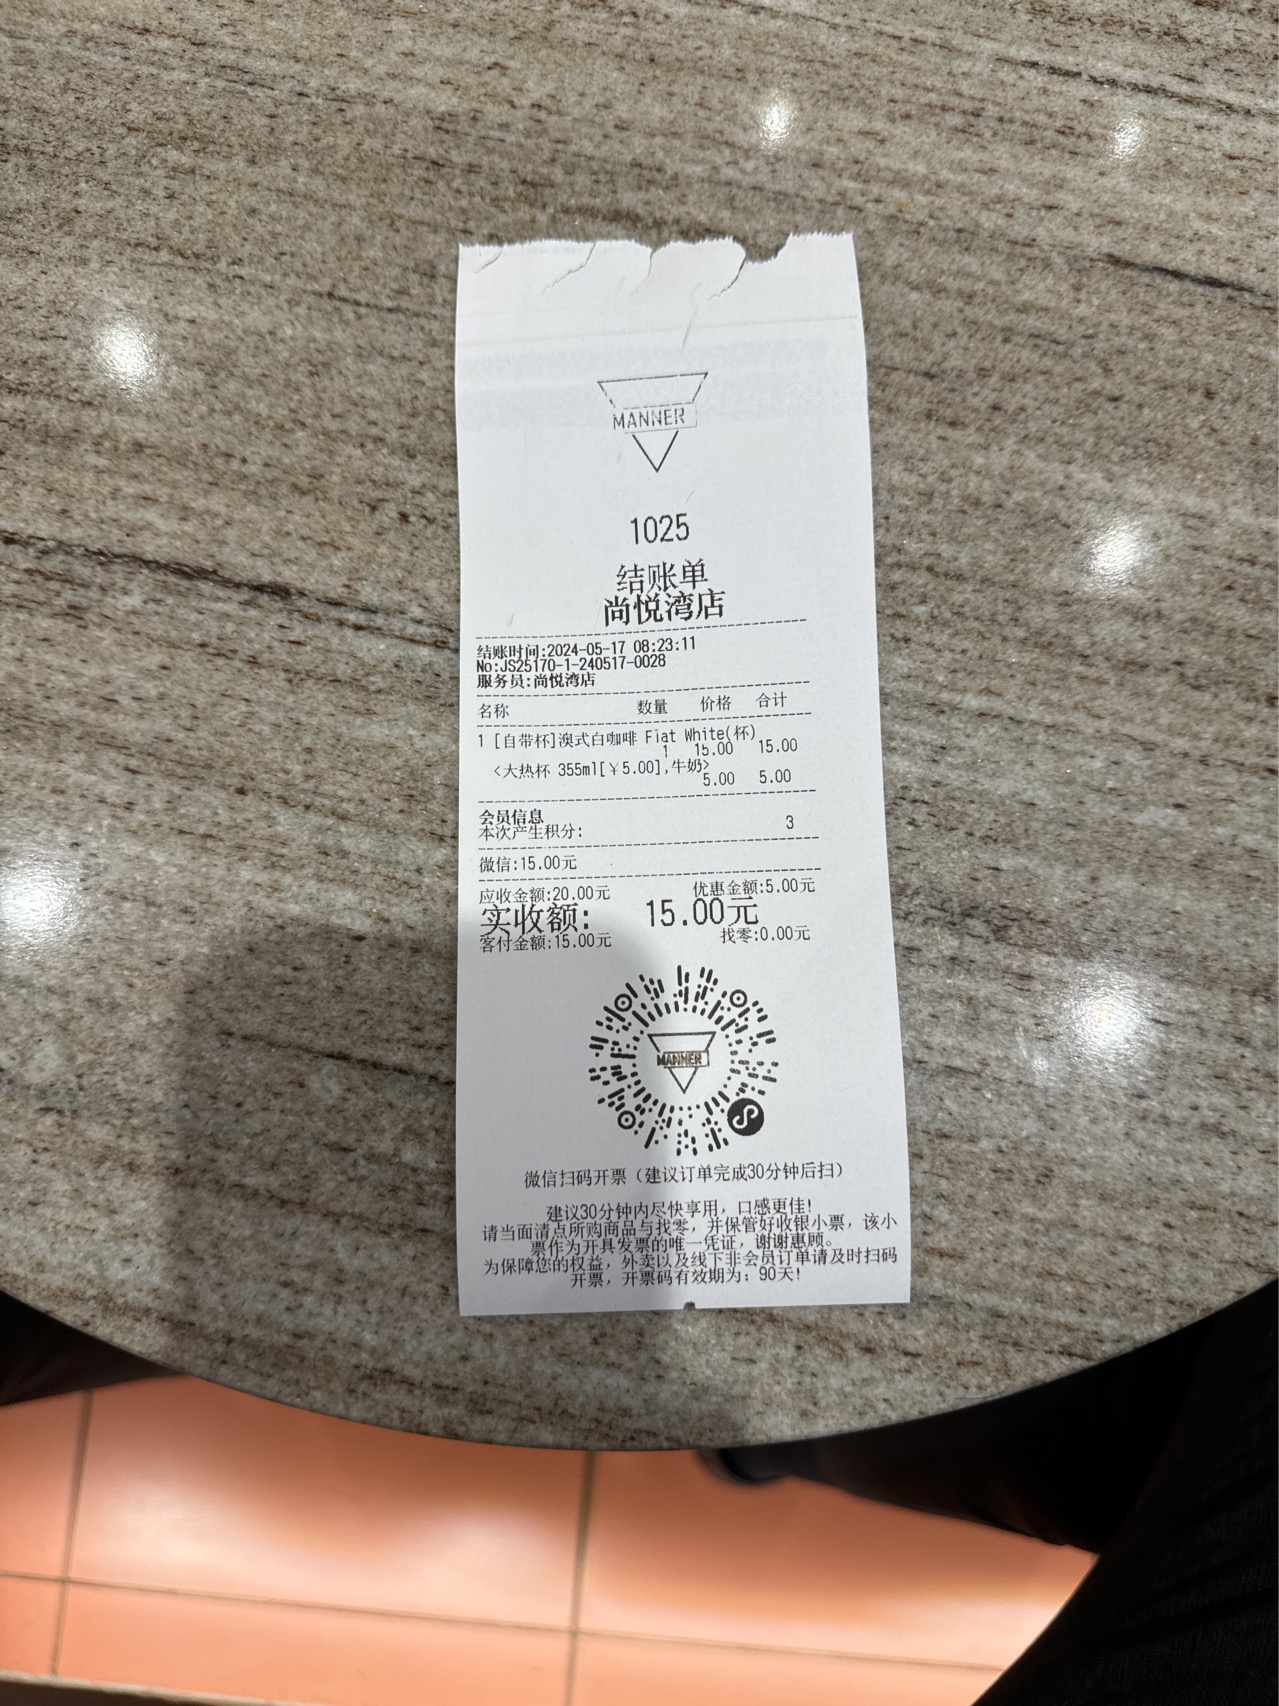 MANNER
1025
结账单
尚悦湾店
结账时间:2024-05-17 08:23:11
No:JS25170-1-240517-0028
服务员:尚悦湾店
名称 数量 价格 合计
1 [自带杯]澳式白咖啡 Flat White(杯)
1 15.00 15.00
<大热杯 355ml[￥5.00],牛奶>
5.00 5.00
会员信息
本次产生积分: 3
微信:15.00元
应收金额:20.00元 优惠金额:5.00元
实收额: 15.00元
客付金额:15.00元 找零:0.00元
MANNER
微信扫码开票（建议订单完成30分钟后扫）
建议30分钟内尽快享用，口感更佳!
请当面清点所购商品与找零，并保管好收银小票，该小
票作为开具发票的唯一凭证，谢谢惠顾。
为保障您的权益，外卖以及线下非会员订单请及时扫码
开票，开票码有效期为：90天!